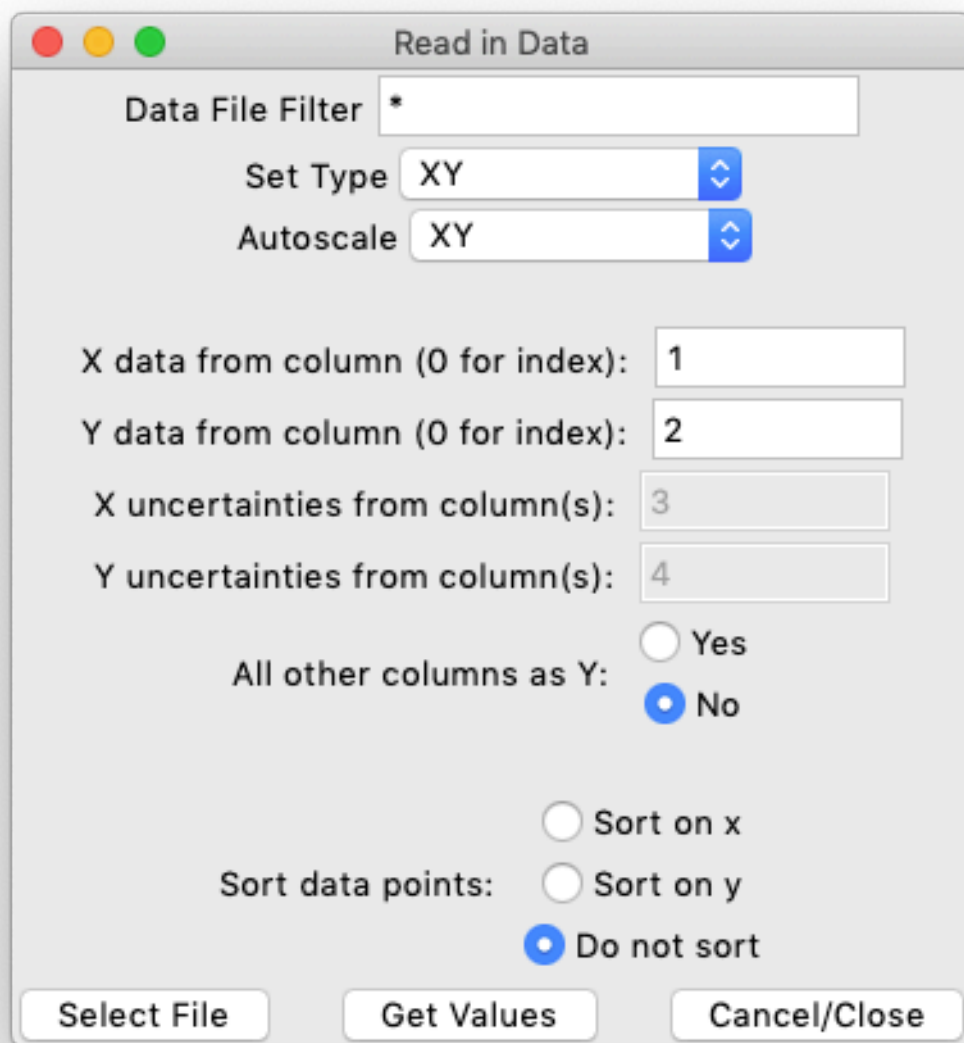 Read in Data
Data File Filter *
Set Type XY
Autoscale XY
X data from column (0 for index): 1
Y data from column (0 for index): 2
X uncertainties from column(s): 3
Y uncertainties from column(s): 4
Yes
All other columns as Y:
No
Sort on x
Sort data points: Sort on y
Do not sort
Select File Get Values Cancel/Close